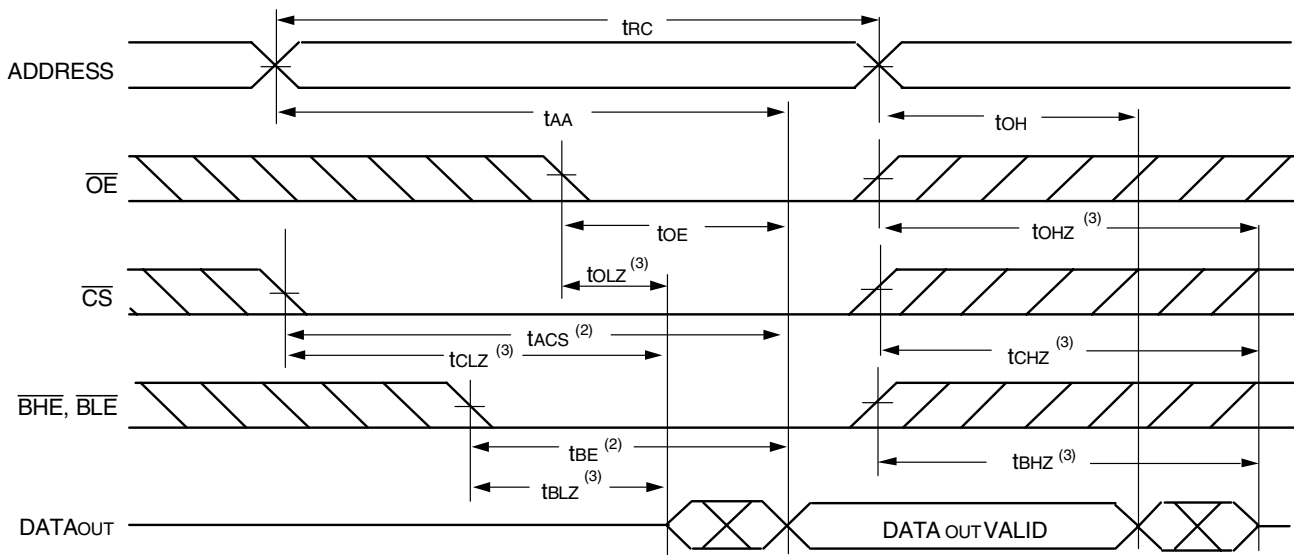 tRC
ADDRESS
tAA
tOH
OE
tOE
tOHZ (3)
tOLZ (3)
CS
tACS (2)
tCLZ (3)
tCHZ (3)
BHE, BLE
tBE (2)
tBHZ (3)
tBLZ (3)
DATAOUT
DATA OUT VALID